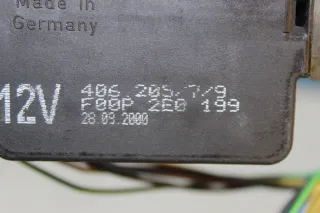 Made in
Germany
12V
406.205/7/9
F00P 2E0 199
28.09.2000